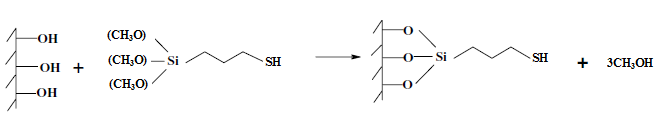 OH
OH
OH
+
(CH₃O)
(CH₃O)
(CH₃O)
Si
SH
O
O
O
Si
SH
+
3CH₃OH